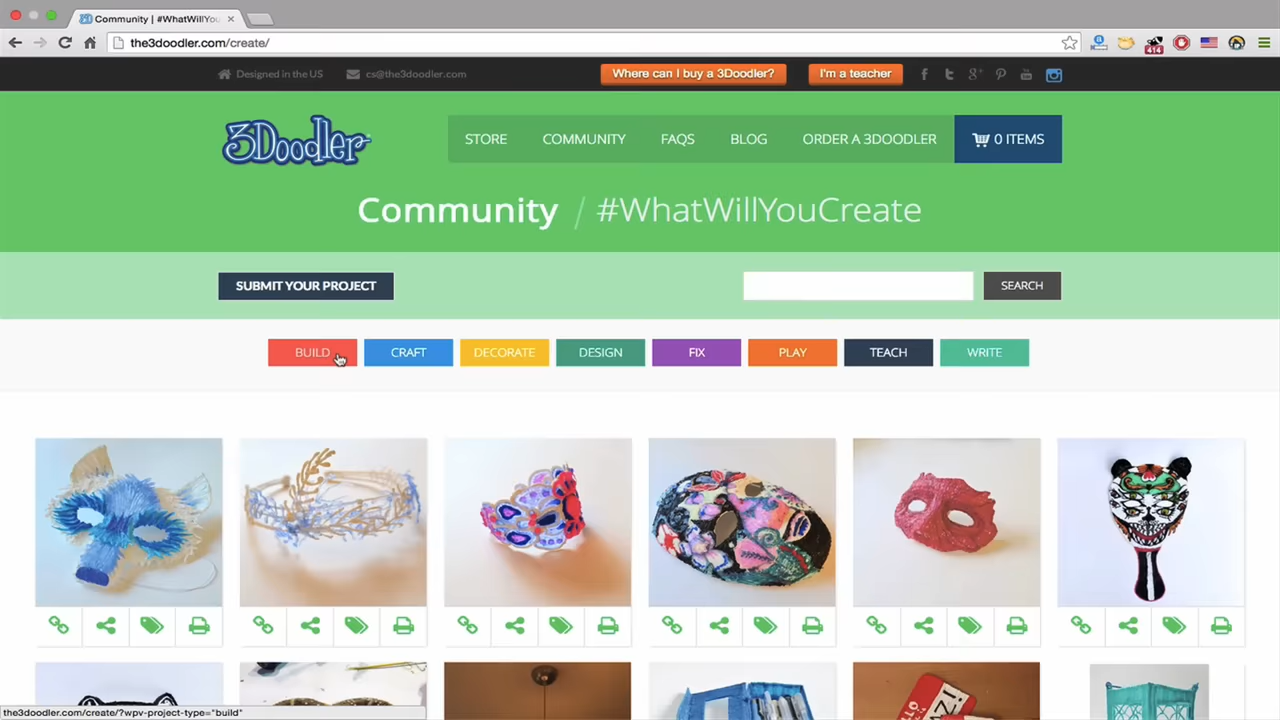 Community | #WhatWillYou
the3doodler.com/create/
414
Designed in the US
cs@the3doodler.com
Where can I buy a 3Doodler?
I'm a teacher
3Doodler
STORE
COMMUNITY
FAQS
BLOG
ORDER A 3DOODLER
0 ITEMS
Community / #WhatWillYouCreate
SUBMIT YOUR PROJECT
SEARCH
BUILD
CRAFT
DECORATE
DESIGN
FIX
PLAY
TEACH
WRITE
the3doodler.com/create/?wpv-project-type="build"